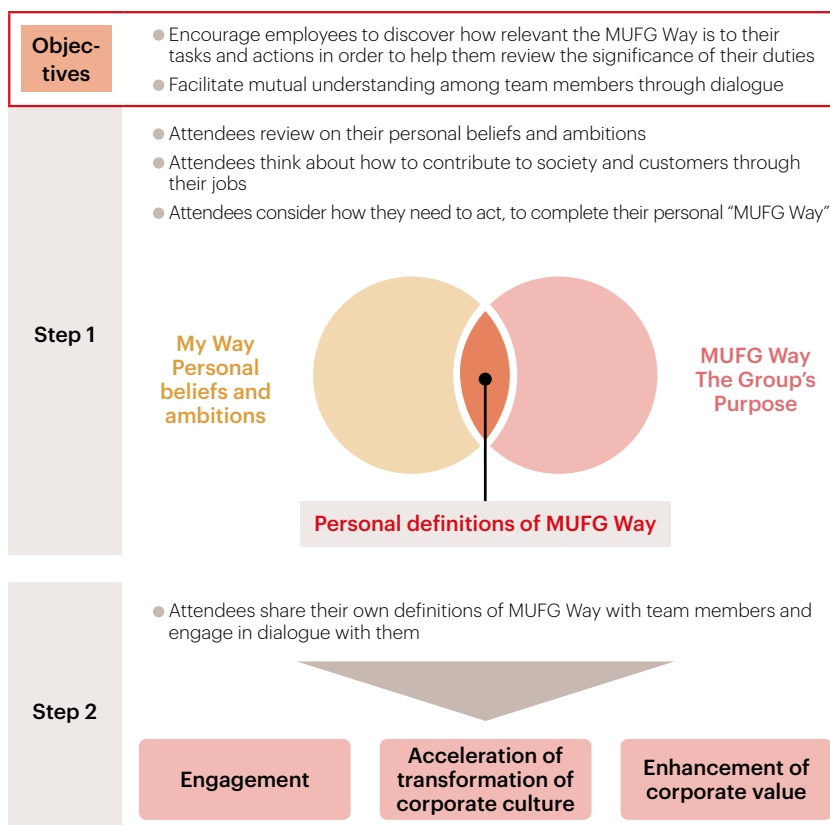 Objec-
tives
● Encourage employees to discover how relevant the MUFG Way is to their
tasks and actions in order to help them review the significance of their duties
● Facilitate mutual understanding among team members through dialogue
Step 1
● Attendees review on their personal beliefs and ambitions
● Attendees think about how to contribute to society and customers through
their jobs
● Attendees consider how they need to act, to complete their personal “MUFG Way”
My Way
Personal
beliefs and
ambitions
MUFG Way
The Group’s
Purpose
Personal definitions of MUFG Way
Step 2
● Attendees share their own definitions of MUFG Way with team members and
engage in dialogue with them
Engagement
Acceleration of
transformation of
corporate culture
Enhancement of
corporate value